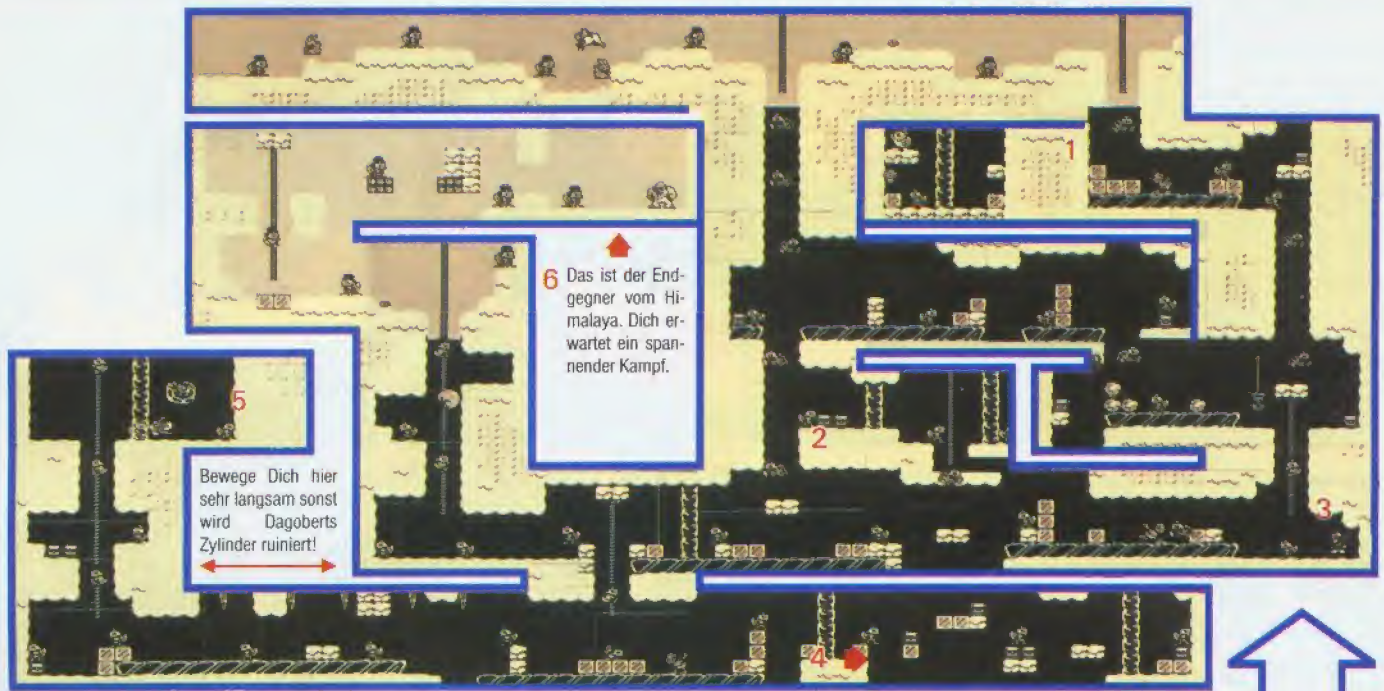 1
6 Das ist der End-
gegner vom Hi-
malaya. Dich er-
wartet ein span-
nender Kampf.
5
2
Bewege Dich hier
sehr langsam sonst
wird Dagoberts
Zylinder ruiniert!
3
4